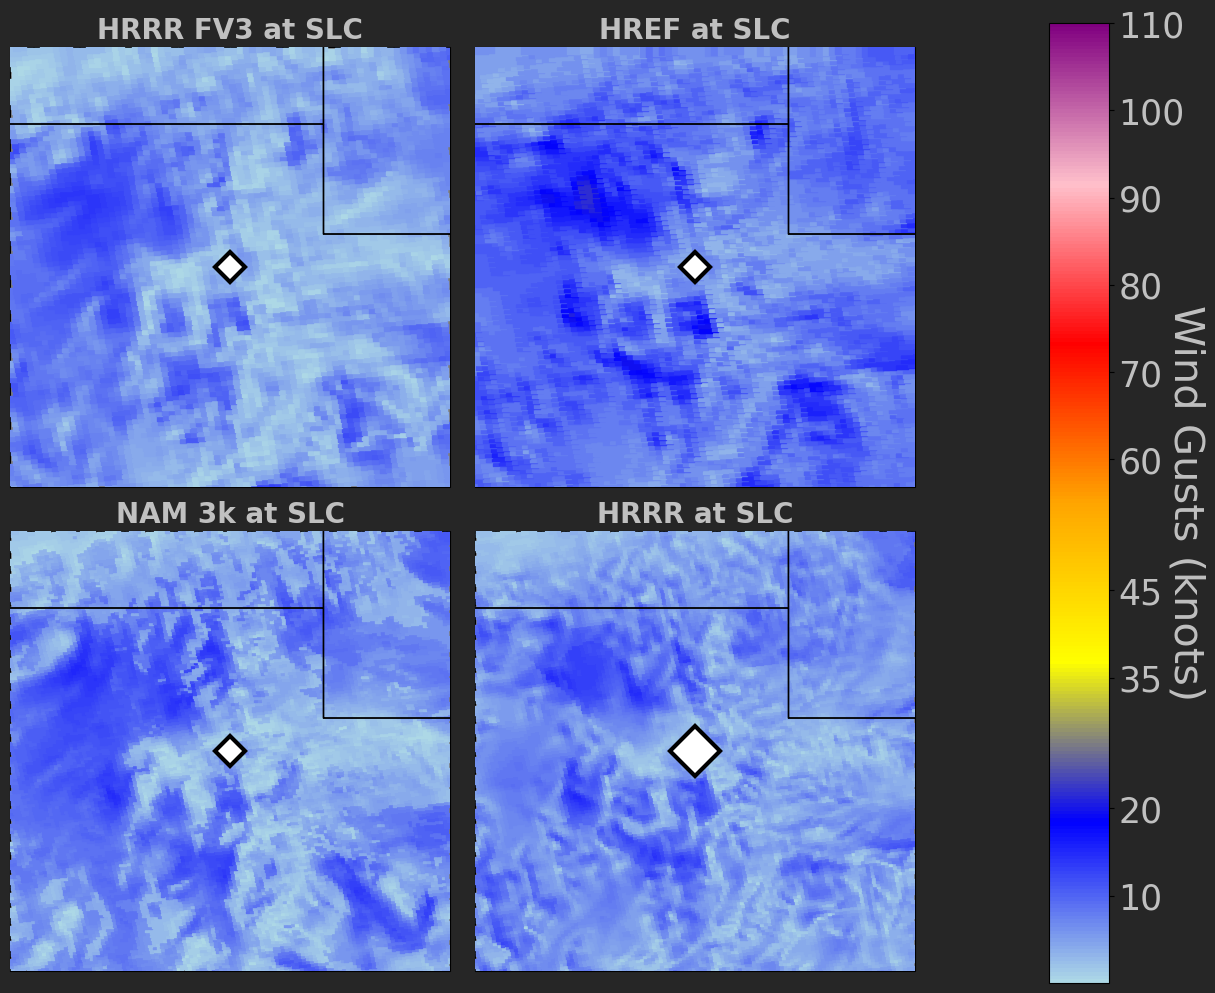 HRRR FV3 at SLC
HREF at SLC
NAM 3k at SLC
HRRR at SLC
110
100
90
80
70
60
45
35
20
10
Wind Gusts (knots)